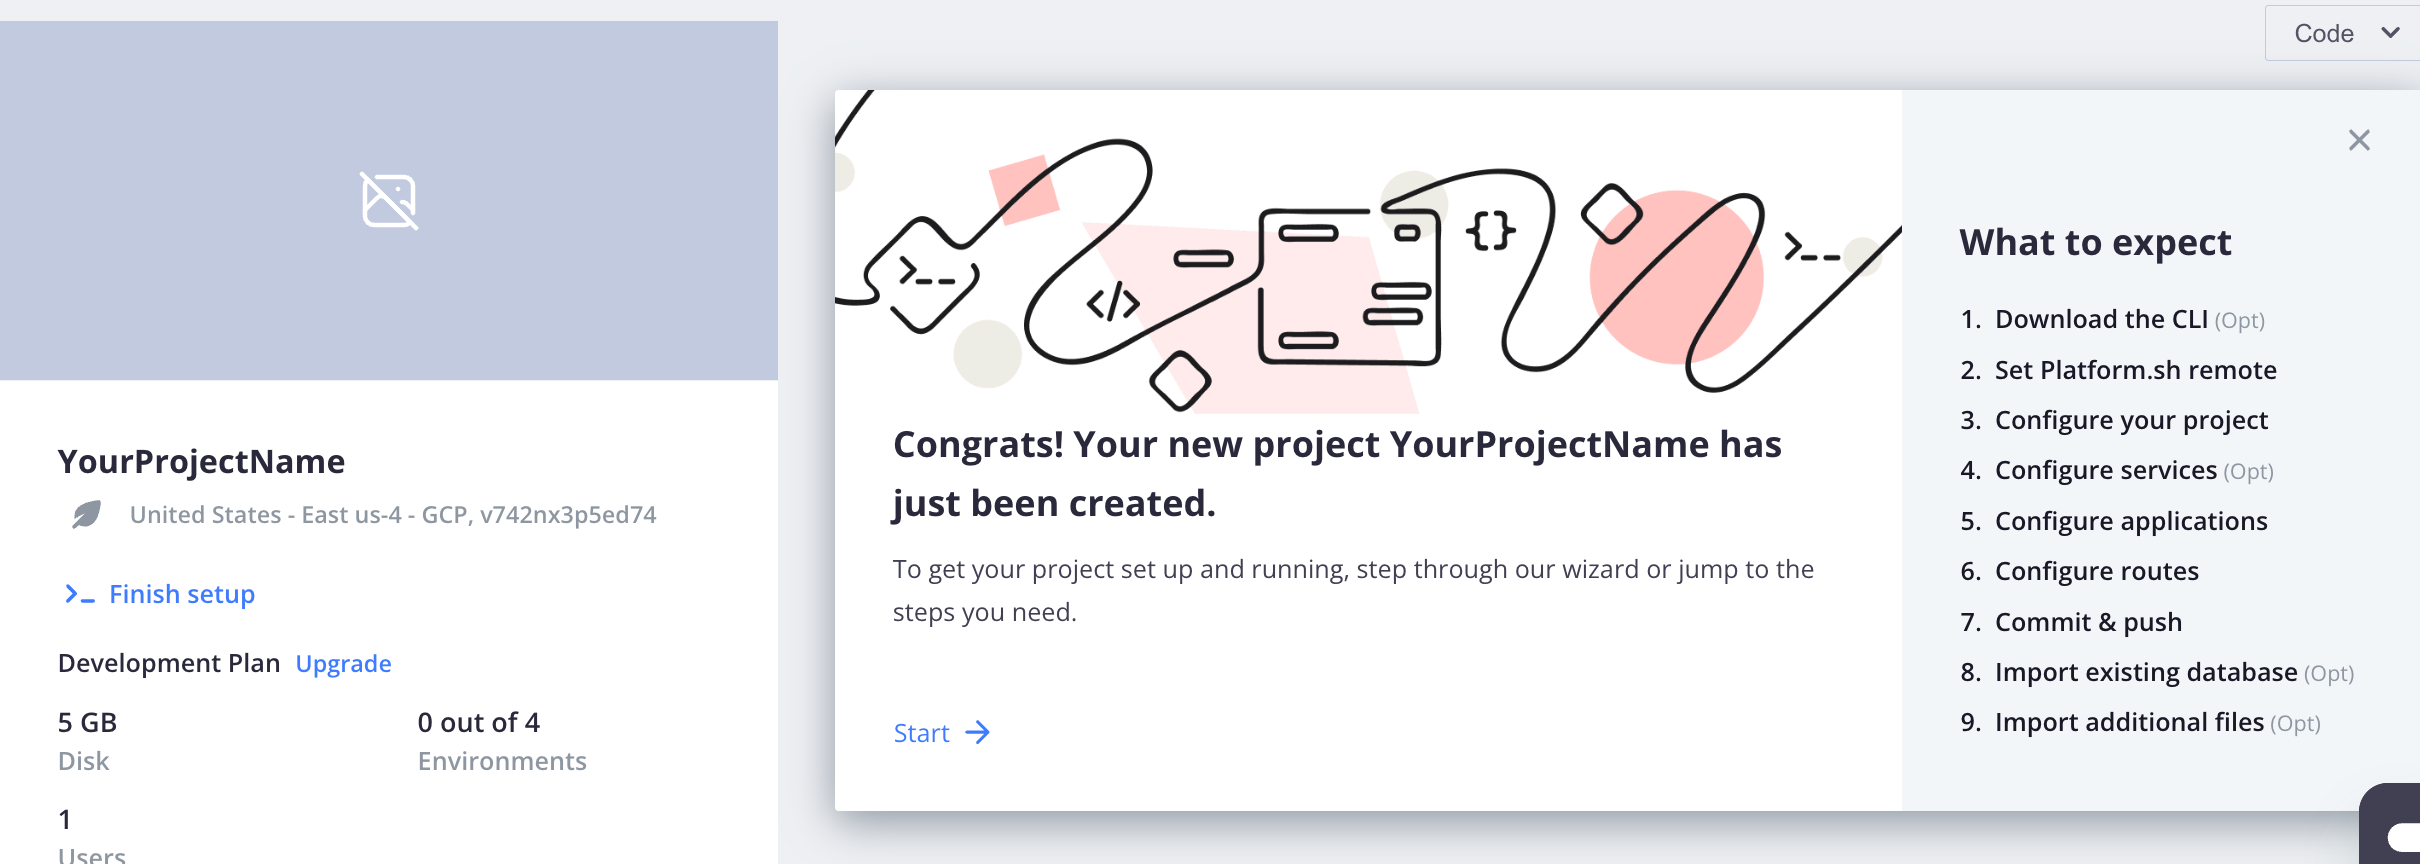 Code
YourProjectName
United States - East us-4 - GCP, v742nx3p5ed74
Finish setup
Development Plan Upgrade
5 GB
Disk
0 out of 4
Environments
1
Users
Congrats! Your new project YourProjectName has
just been created.
To get your project set up and running, step through our wizard or jump to the
steps you need.
Start
What to expect
1. Download the CLI (Opt)
2. Set Platform.sh remote
3. Configure your project
4. Configure services (Opt)
5. Configure applications
6. Configure routes
7. Commit & push
8. Import existing database (Opt)
9. Import additional files (Opt)